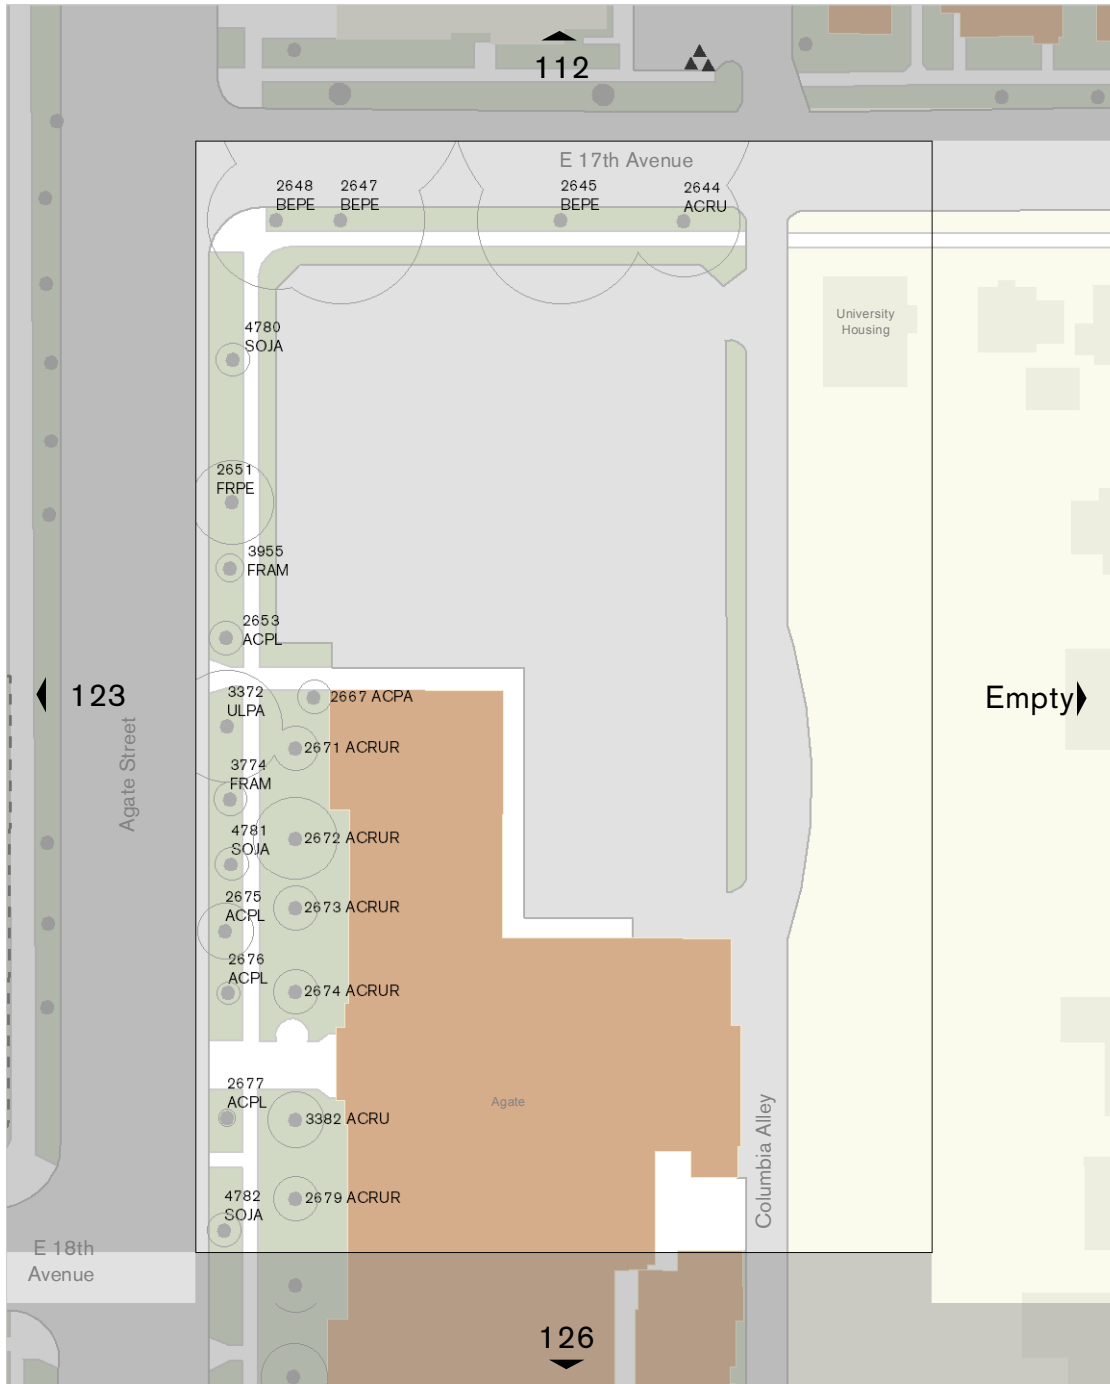 112
E 17th Avenue
2648
BEPE
2647
BEPE
2645
BEPE
2644
ACRU
4780
SOJA
University
Housing
2651
FRPE
3955
FRAM
2653
ACPL
123
Empty
3372
ULPA
2667 ACPA
Agate Street
2671 ACRUR
3774
FRAM
4781
SOJA
2672 ACRUR
2675
ACPL
2673 ACRUR
2676
ACPL
2674 ACRUR
2677
ACPL
Agate
3382 ACRU
Columbia Alley
4782
SOJA
2679 ACRUR
E 18th
Avenue
126